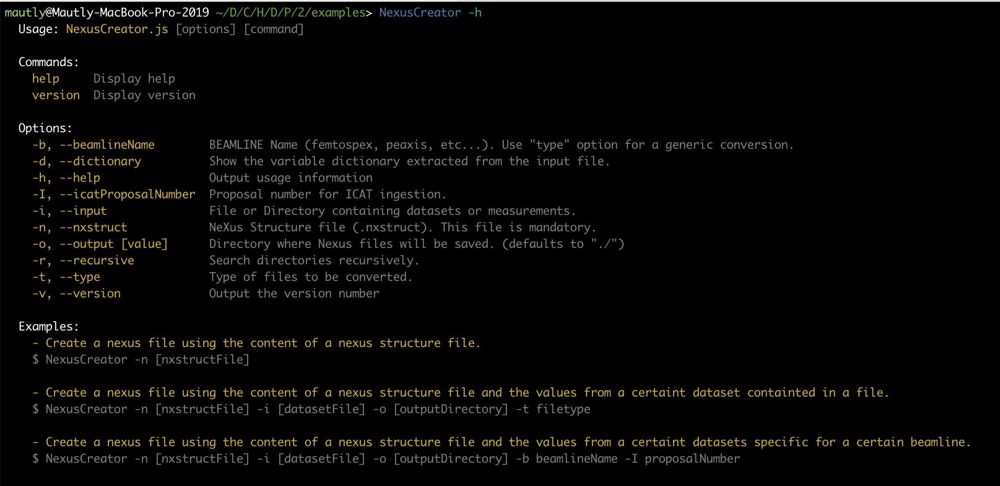 mautly@Mautly-MacBook-Pro-2019 ~/D/C/H/D/P/2/examples> NexusCreator -h
Usage: NexusCreator.js [options] [command]
Commands:
help Display help
version Display version
Options:
-b, --beamlineName BEAMLINE Name (femtospex, peaxis, etc...). Use "type" option for a generic conversion.
-d, --dictionary Show the variable dictionary extracted from the input file.
-h, --help Output usage information
-I, --icatProposalNumber Proposal number for ICAT ingestion.
-i, --input File or Directory containing datasets or measurements.
-n, --nxstruct NeXus Structure file (.nxstruct). This file is mandatory.
-o, --output [value] Directory where Nexus files will be saved. (defaults to "./")
-r, --recursive Search directories recursively.
-t, --type Type of files to be converted.
-v, --version Output the version number
Examples:
- Create a nexus file using the content of a nexus structure file.
$ NexusCreator -n [nxstructFile]
- Create a nexus file using the content of a nexus structure file and the values from a certaint dataset containted in a file.
$ NexusCreator -n [nxstructFile] -i [datasetFile] -o [outputDirectory] -t filetype
- Create a nexus file using the content of a nexus structure file and the values from a certaint datasets specific for a certain beamline.
$ NexusCreator -n [nxstructFile] -i [datasetFile] -o [outputDirectory] -b beamlineName -I proposalNumber